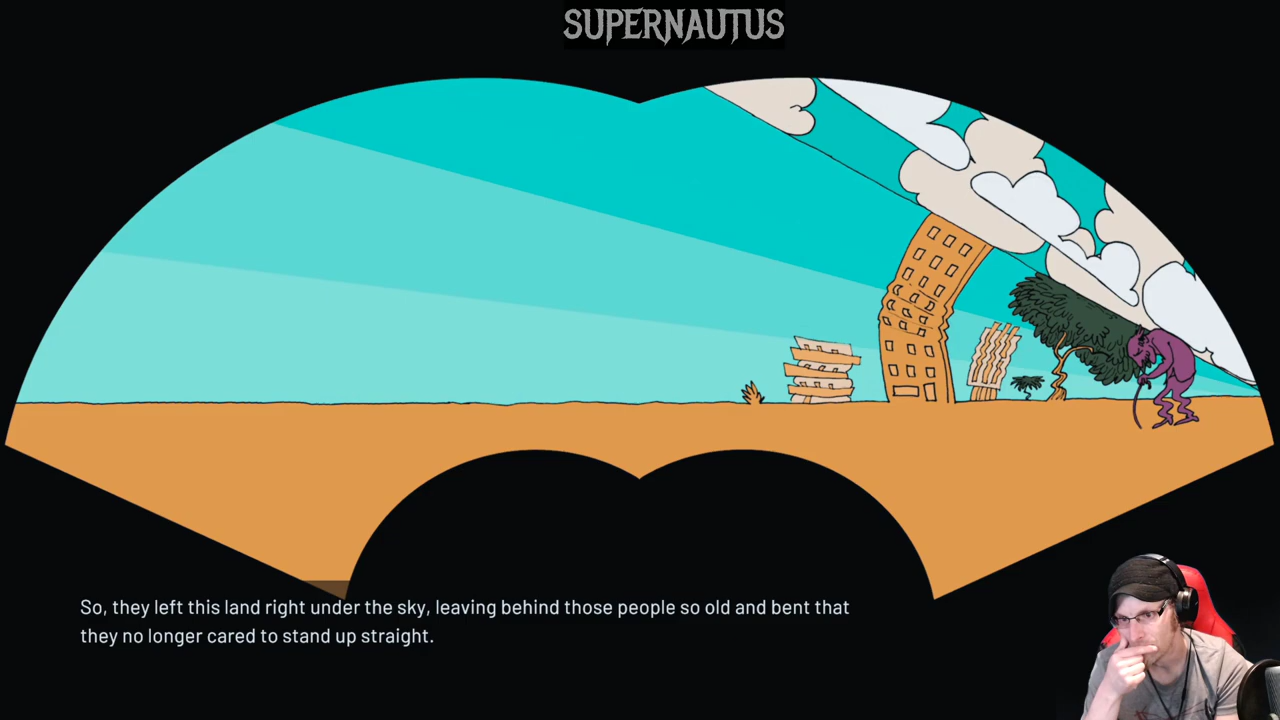 SUPERNAUTUS
So, they left this land right under the sky, leaving behind those people so old and bent that
they no longer cared to stand up straight.